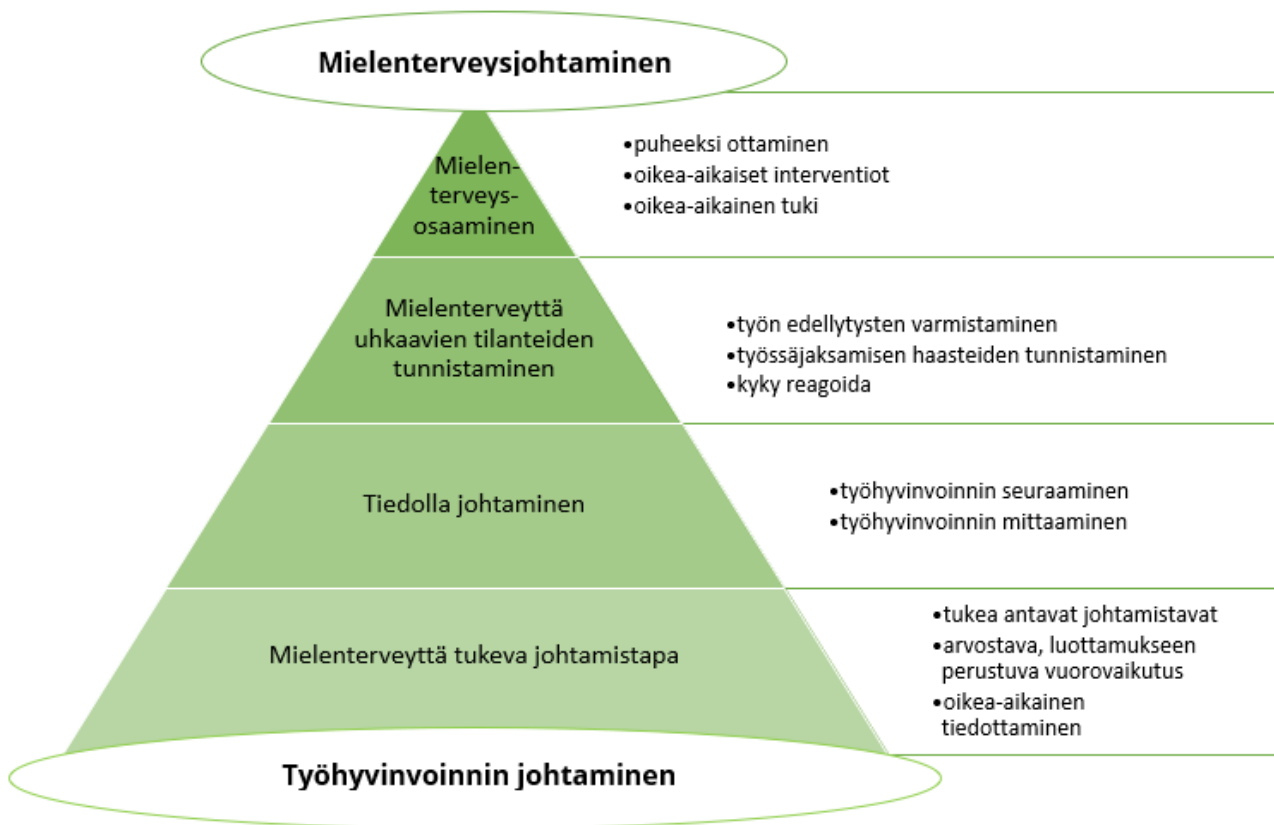 Mielenterveysjohtaminen
Mielen-
terveys-
osaaminen
•puheeksi ottaminen
•oikea-aikaiset interventiot
•oikea-aikainen tuki
Mielenterveyttä
uhkaavien tilanteiden
tunnistaminen
•työn edellytysten varmistaminen
•työssäjaksamisen haasteiden tunnistaminen
•kyky reagoida
Tiedolla johtaminen
•työhyvinvoinnin seuraaminen
•työhyvinvoinnin mittaaminen
Mielenterveyttä tukeva johtamistapa
•tukea antavat johtamistavat
•arvostava, luottamukseen
perustuva vuorovaikutus
•oikea-aikainen
tiedottaminen
Työhyvinvoinnin johtaminen